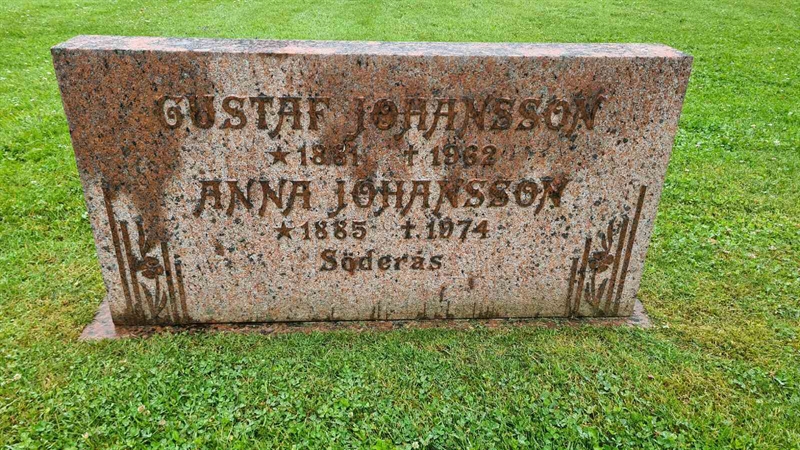 GUSTAF JOHANSSON
★ 1881 † 1962
ANNA JOHANSSON
★ 1885 † 1974
Söderås